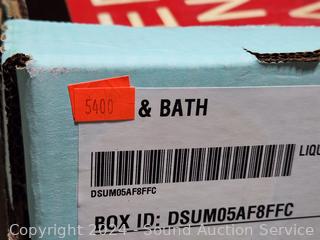 5400
& BATH
LIQU
DSUM05AF8FFC
BOX ID: DSUM05AF8FFC
Copyright 2024 - Sound Auction Service